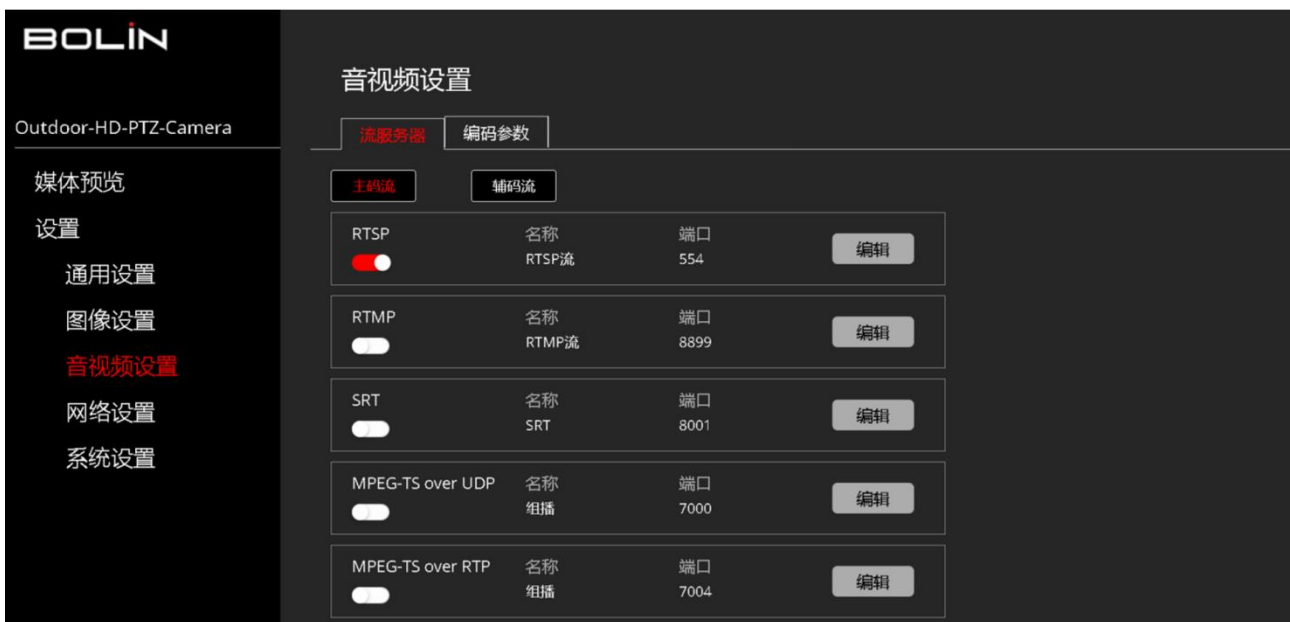 BOLIN
Outdoor-HD-PTZ-Camera
媒体预览
设置
通用设置
图像设置
音视频设置
网络设置
系统设置
音视频设置
流服务器 编码参数
主码流 辅码流
RTSP 名称 端口
RTSP流 554 编辑
RTMP 名称 端口
RTMP流 8899 编辑
SRT 名称 端口
SRT 8001 编辑
MPEG-TS over UDP 名称 端口
组播 7000 编辑
MPEG-TS over RTP 名称 端口
组播 7004 编辑